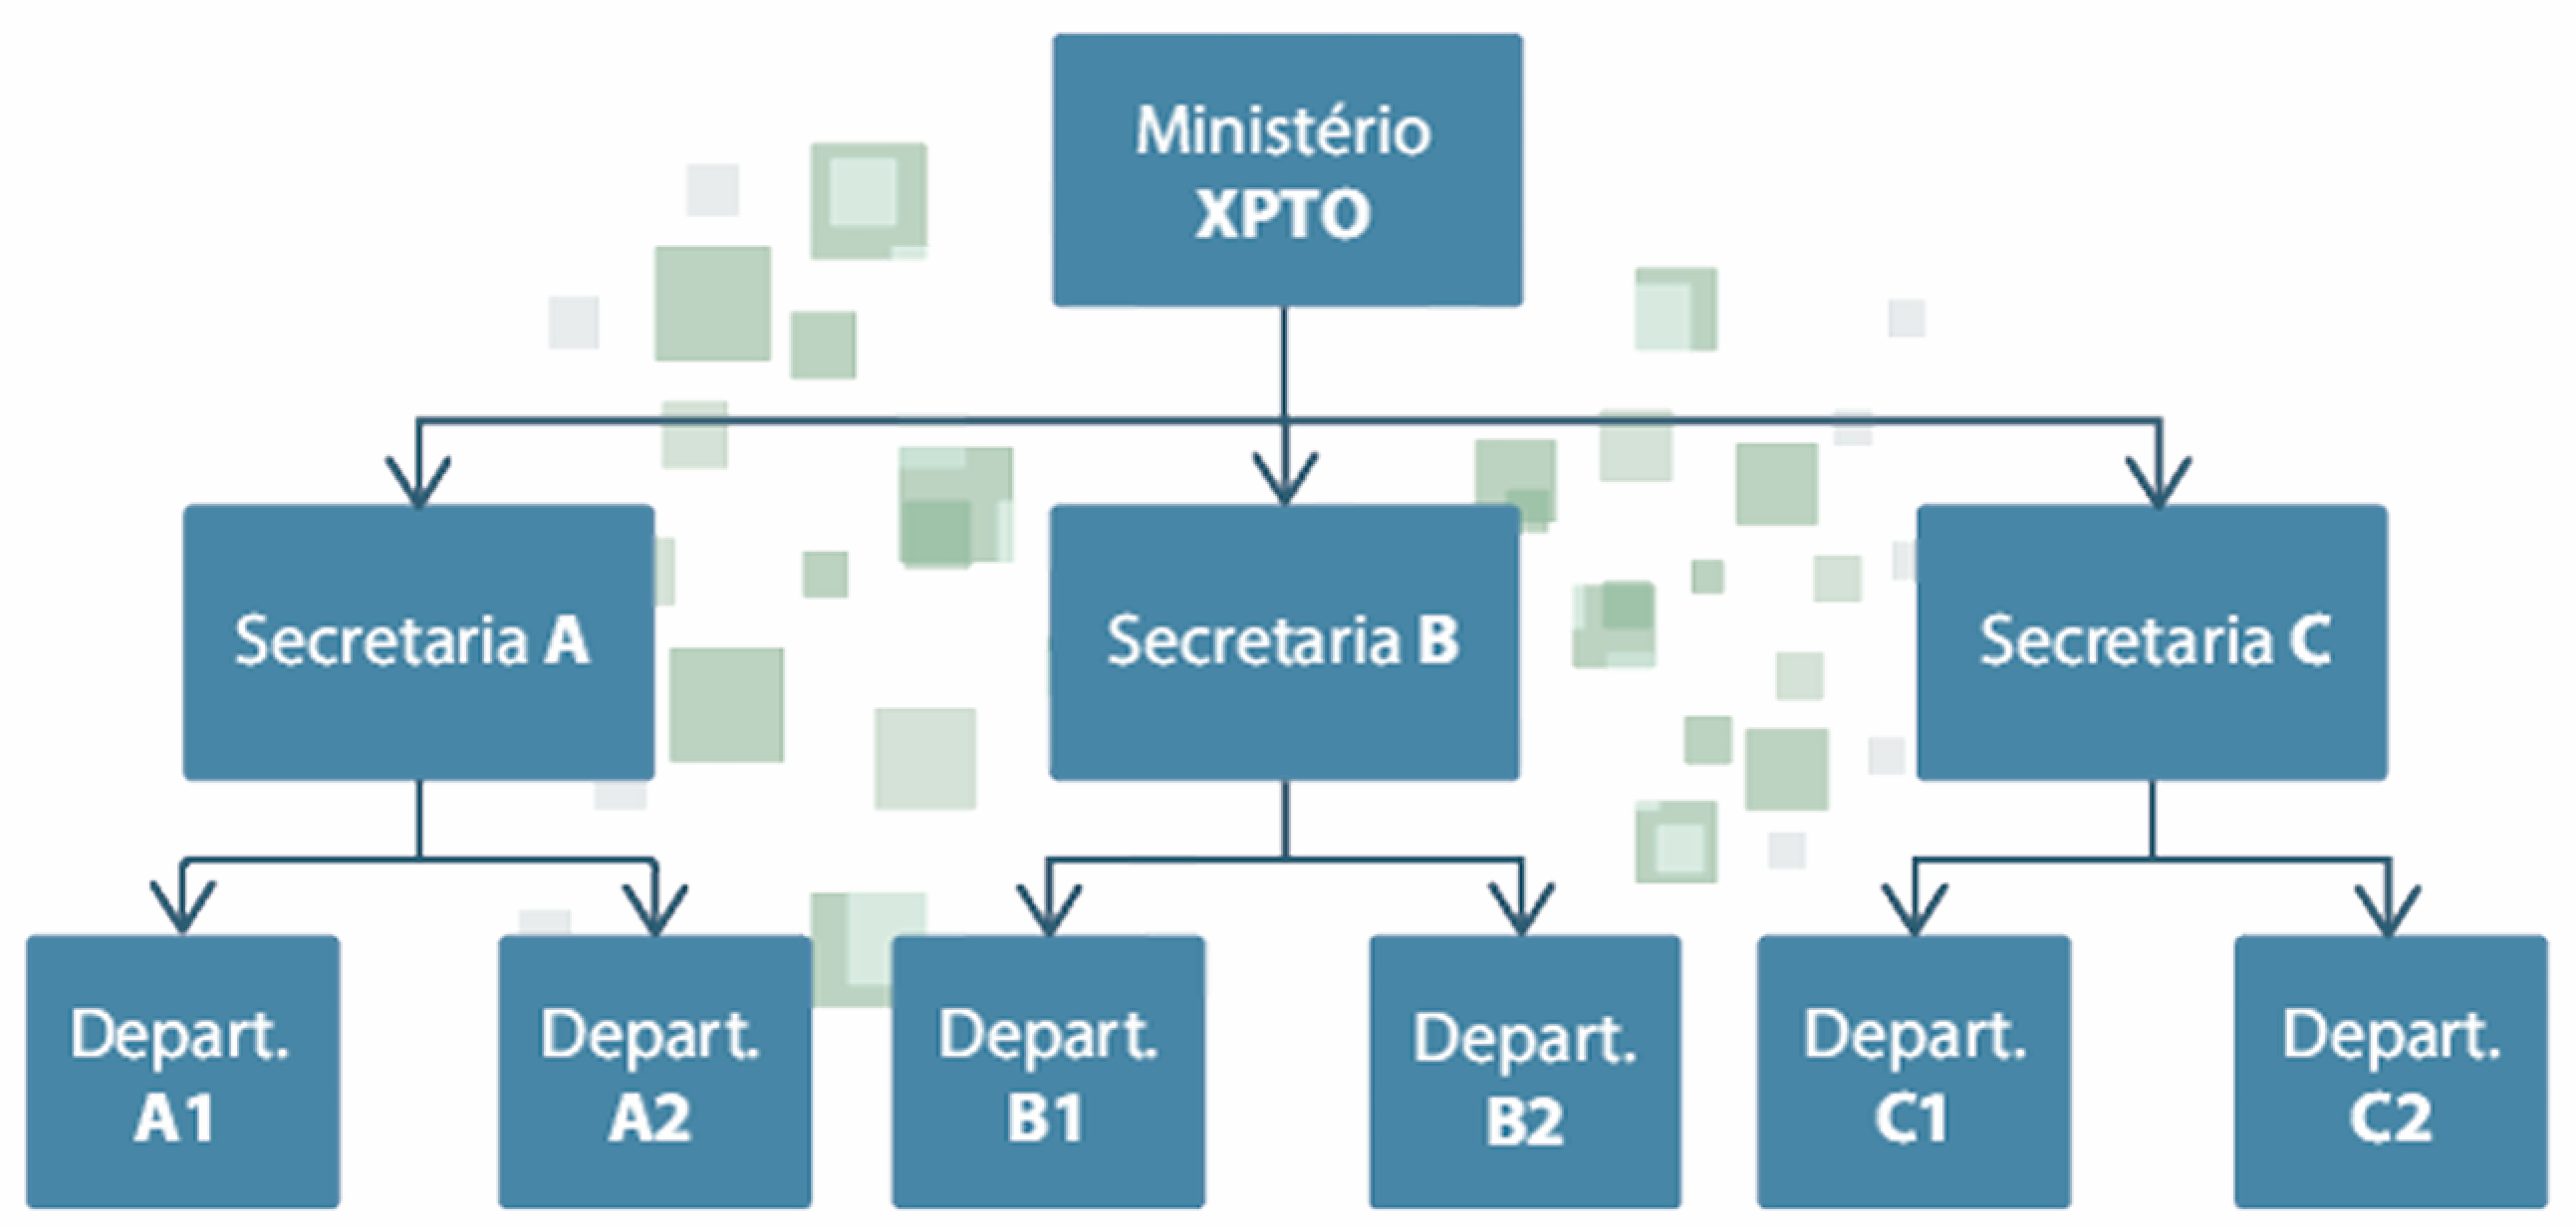 Ministério
XPTO
Secretaria A
Secretaria B
Secretaria C
Depart.
A1
Depart.
A2
Depart.
B1
Depart.
B2
Depart.
C1
Depart.
C2